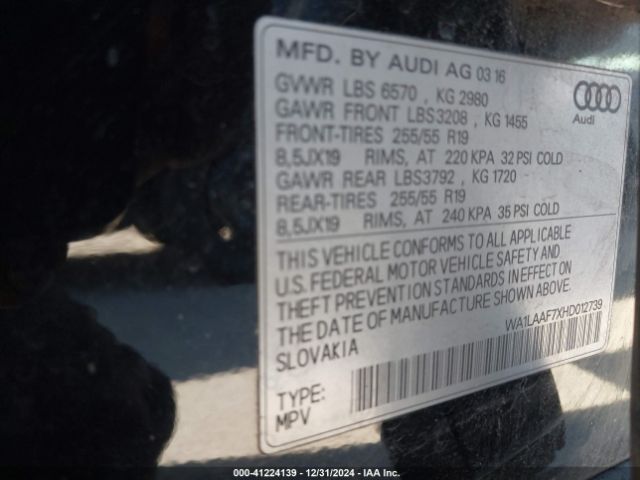 MFD. BY AUDI AG 03 16
GVWR LBS 6570 , KG 2980
GAWR FRONT LBS3208 , KG 1455
FRONT-TIRES 255/55 R19
8,5JX19 RIMS, AT 220 KPA 32 PSI COLD
GAWR REAR LBS3792 , KG 1720
REAR-TIRES 255/55 R19
8,5JX19 RIMS, AT 240 KPA 35 PSI COLD
Audi
THIS VEHICLE CONFORMS TO ALL APPLICABLE
U.S. FEDERAL MOTOR VEHICLE SAFETY AND
THEFT PREVENTION STANDARDS IN EFFECT ON
THE DATE OF MANUFACTURE SHOWN ABOVE.
SLOVAKIA
WA1LAAF7XHD012739
TYPE:
MPV
000-41224139 - 12/31/2024 - IAA Inc.